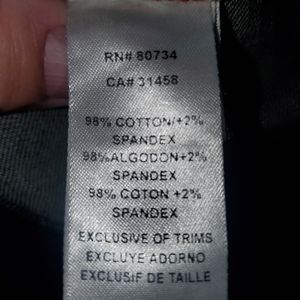 RN# 80734
CA# 31458
98% COTTON/+2%
SPANDEX
98%ALGODON+2%
SPANDEX
98% COTON +2%
SPANDEX
EXCLUSIVE OF TRIMS
EXCLUYE ADORNO
EXCLUSIF DE TAILLE